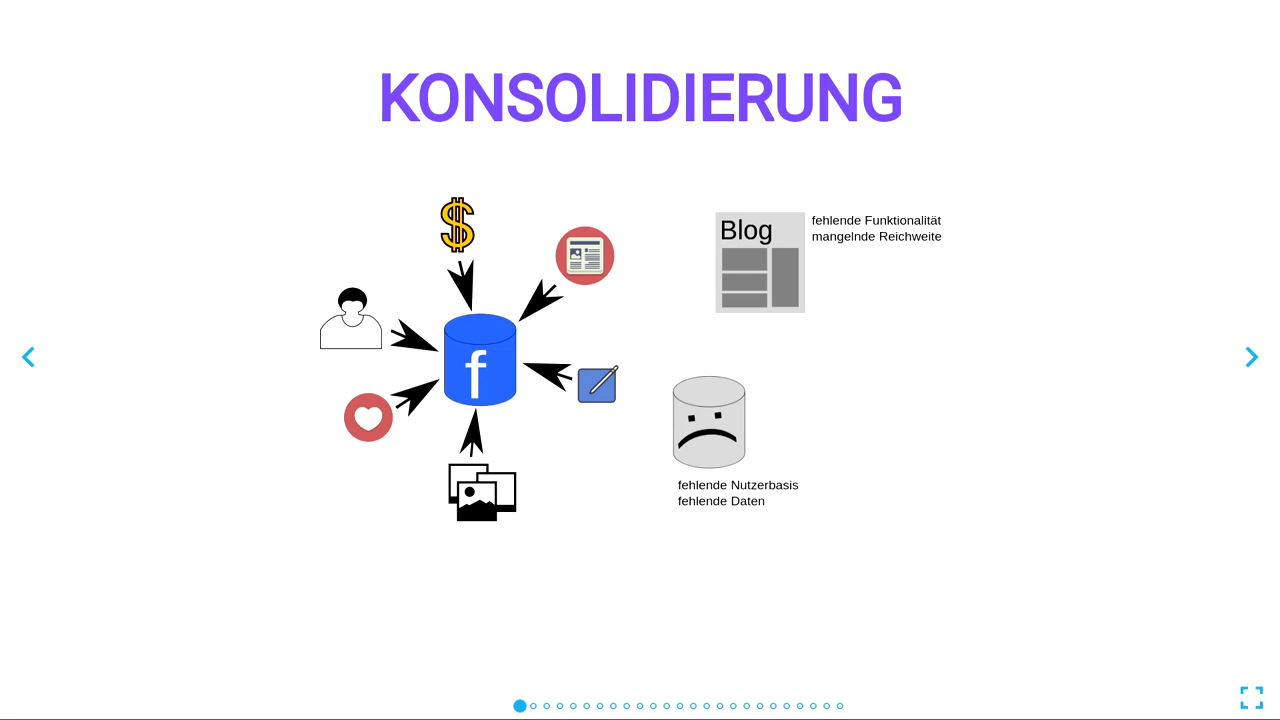 KONSOLIDIERUNG
$
f
Blog
fehlende Funktionalität
mangelnde Reichweite
fehlende Nutzerbasis
fehlende Daten